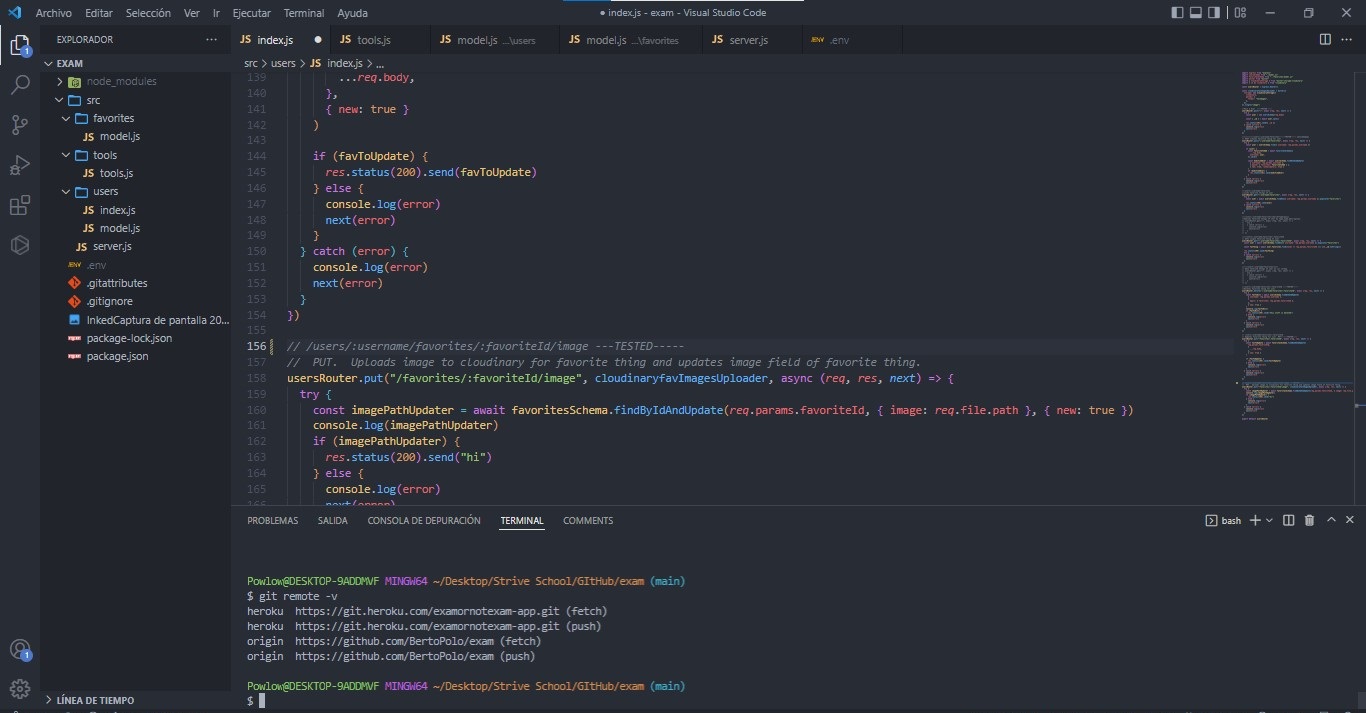 Archivo Editar Selección Ver Ir Ejecutar Terminal Ayuda
● index.js - exam - Visual Studio Code
EXPLORADOR ···
EXAM
node_modules
src
favorites
JS model.js
tools
JS tools.js
users
JS index.js
JS model.js
JS server.js
.ENV .env
.gitattributes
.gitignore
InkedCaptura de pantalla 20...
package-lock.json
package.json
LÍNEA DE TIEMPO
1
1
JS index.js ●
JS tools.js
JS model.js ...\users
JS model.js ...\favorites
JS server.js
.ENV .env
src > users > JS index.js > ...
139 ...req.body,
140 },
141 { new: true }
142 )
143
144 if (favToUpdate) {
145 res.status(200).send(favToUpdate)
146 } else {
147 console.log(error)
148 next(error)
149 }
150 } catch (error) {
151 console.log(error)
152 next(error)
153 }
154 })
155
156 // /users/:username/favorites/:favoriteId/image ---TESTED-----
157 //  PUT.  Uploads image to cloudinary for favorite thing and updates image field of favorite thing.
158 usersRouter.put("/favorites/:favoriteId/image", cloudinaryfavImagesUploader, async (req, res, next) => {
159 try {
160 const imagePathUpdater = await favoritesSchema.findByIdAndUpdate(req.params.favoriteId, { image: req.file.path }, { new: true })
161 console.log(imagePathUpdater)
162 if (imagePathUpdater) {
163 res.status(200).send("hi")
164 } else {
165 console.log(error)
166 next(error)
PROBLEMAS SALIDA CONSOLA DE DEPURACIÓN TERMINAL COMMENTS
bash
Powlow@DESKTOP-9ADDMVF MINGW64 ~/Desktop/Strive School/GItHub/exam (main)
$ git remote -v
heroku  https://git.heroku.com/examornotexam-app.git (fetch)
heroku  https://git.heroku.com/examornotexam-app.git (push)
origin  https://github.com/BertoPolo/exam (fetch)
origin  https://github.com/BertoPolo/exam (push)
Powlow@DESKTOP-9ADDMVF MINGW64 ~/Desktop/Strive School/GItHub/exam (main)
$